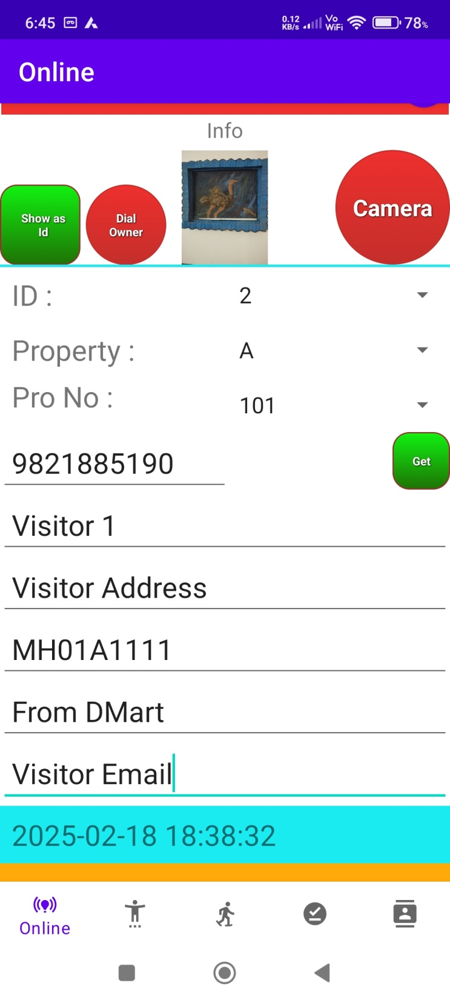 6:45
0.12
KB/s
Vo
WiFi
78%
Online
Info
Show as
Id
Dial
Owner
Camera
ID :
2
Property :
A
Pro No :
101
9821885190
Get
Visitor 1
Visitor Address
MH01A1111
From DMart
Visitor Email
2025-02-18 18:38:32
Online